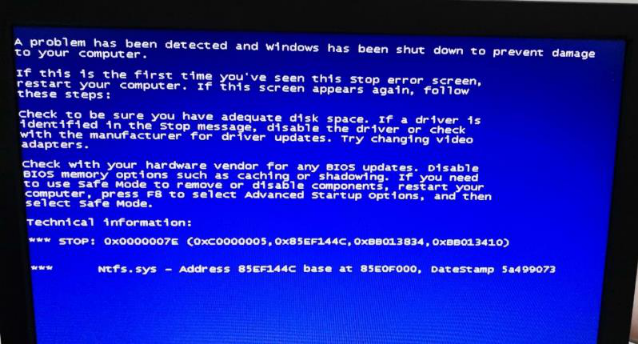 A problem has been detected and windows has been shut down to prevent damage
to your computer.
If this is the first time you've seen this Stop error screen,
restart your computer. If this screen appears again, follow
these steps:
Check to be sure you have adequate disk space. If a driver is
identified in the Stop message, disable the driver or check
with the manufacturer for driver updates. Try changing video
adapters.
Check with your hardware vendor for any BIOS updates. Disable
BIOS memory options such as caching or shadowing. If you need
to use Safe Mode to remove or disable components, restart your
computer, press F8 to select Advanced Startup Options, and then
select Safe Mode.
Technical information:
*** STOP: 0x0000007E (0xC0000005,0x85EF144C,0xBB013834,0xBB013410)
*** Ntfs.sys - Address 85EF144C base at 85E0F000, DateStamp 5a499073